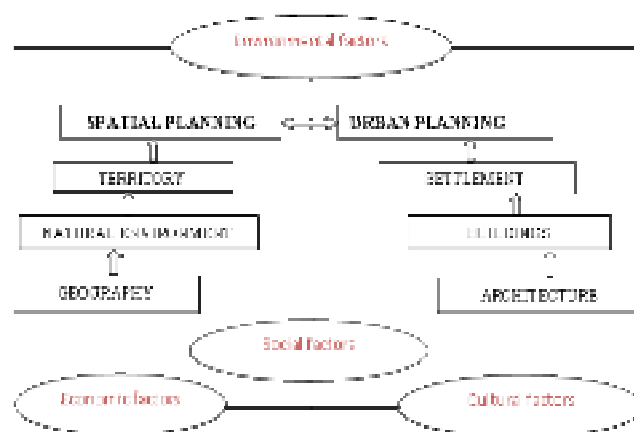 Environmental factors
SPATIAL PLANNING
URBAN PLANNING
TERRITORY
SETTLEMENT
NATURAL ENVIRONMENT
BUILDINGS
GEOGRAPHY
ARCHITECTURE
Social factors
Economic factors
Cultural factors